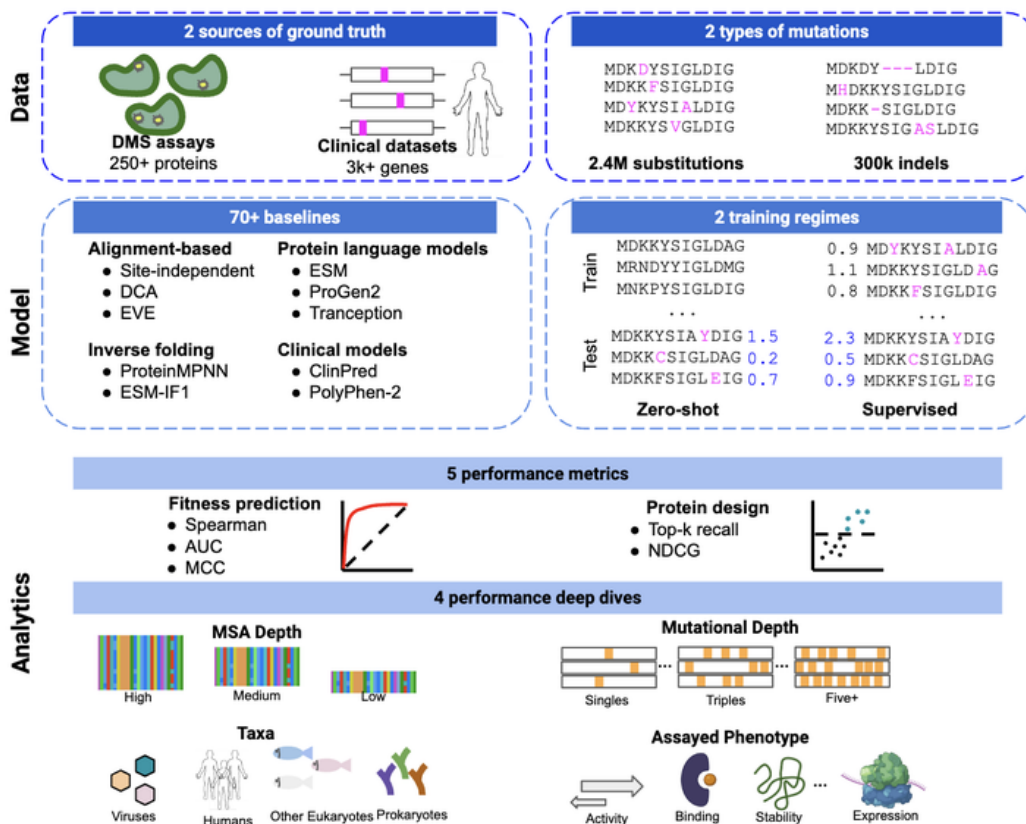 Data
2 sources of ground truth
DMS assays
250+ proteins
Clinical datasets
3k+ genes
2 types of mutations
MDKDYSIGLDIG
MDKKFSIGLDIG
MDYKYSIALDIG
MDKKYSVGLDIG
2.4M substitutions
MDKDY---LDIG
MHDKKYSIGLDIG
MDKK-SIGLDIG
MDKKYSIGASLDIG
300k indels
Model
70+ baselines
Alignment-based
● Site-independent
● DCA
● EVE
Protein language models
● ESM
● ProGen2
● Tranception
Inverse folding
● ProteinMPNN
● ESM-IF1
Clinical models
● ClinPred
● PolyPhen-2
2 training regimes
Train
MDKKYSIGLDAG
MRNDYYIGLDMG
MNKPYSIGLDIG
...
Test
MDKKYSIAYDIG 1.5
MDKKCSIGLDAG 0.2
MDKKFSIGLEIG 0.7
Zero-shot
0.9 MDYKYSIALDIG
1.1 MDKKYSIGLDAG
0.8 MDKKFSIGLDIG
...
2.3 MDKKYSIAYDIG
0.5 MDKKCSIGLDAG
0.9 MDKKFSIGLEIG
Supervised
Analytics
5 performance metrics
Fitness prediction
● Spearman
● AUC
● MCC
Protein design
● Top-k recall
● NDCG
4 performance deep dives
MSA Depth
High
Medium
Low
Mutational Depth
... ...
Singles
Triples
Five+
Taxa
Viruses
Humans
Other Eukaryotes
Prokaryotes
Assayed Phenotype
...
Activity
Binding
Stability
Expression